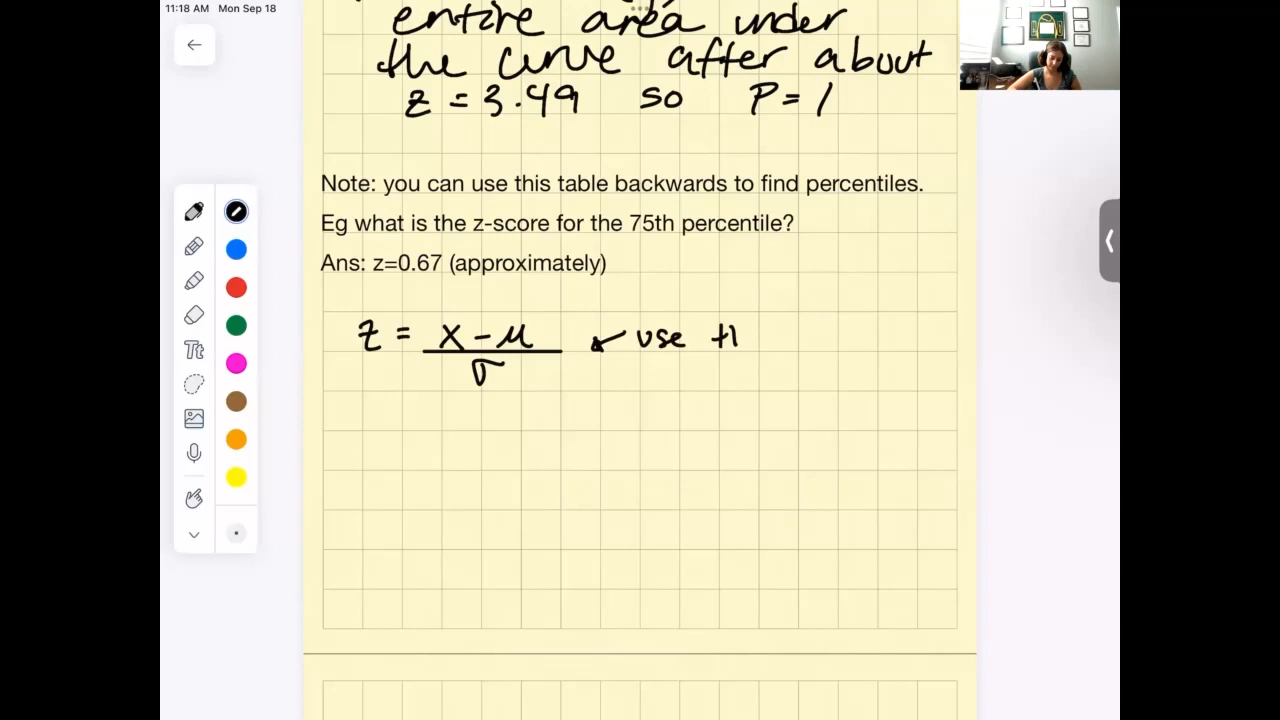 11:18 AM Mon Sep 18
entire area under
the curve after about
z = 3.49 so P = 1
Note: you can use this table backwards to find percentiles.
Eg what is the z-score for the 75th percentile?
Ans: z=0.67 (approximately)
z = x - μ ↙ use th
σ
Tt